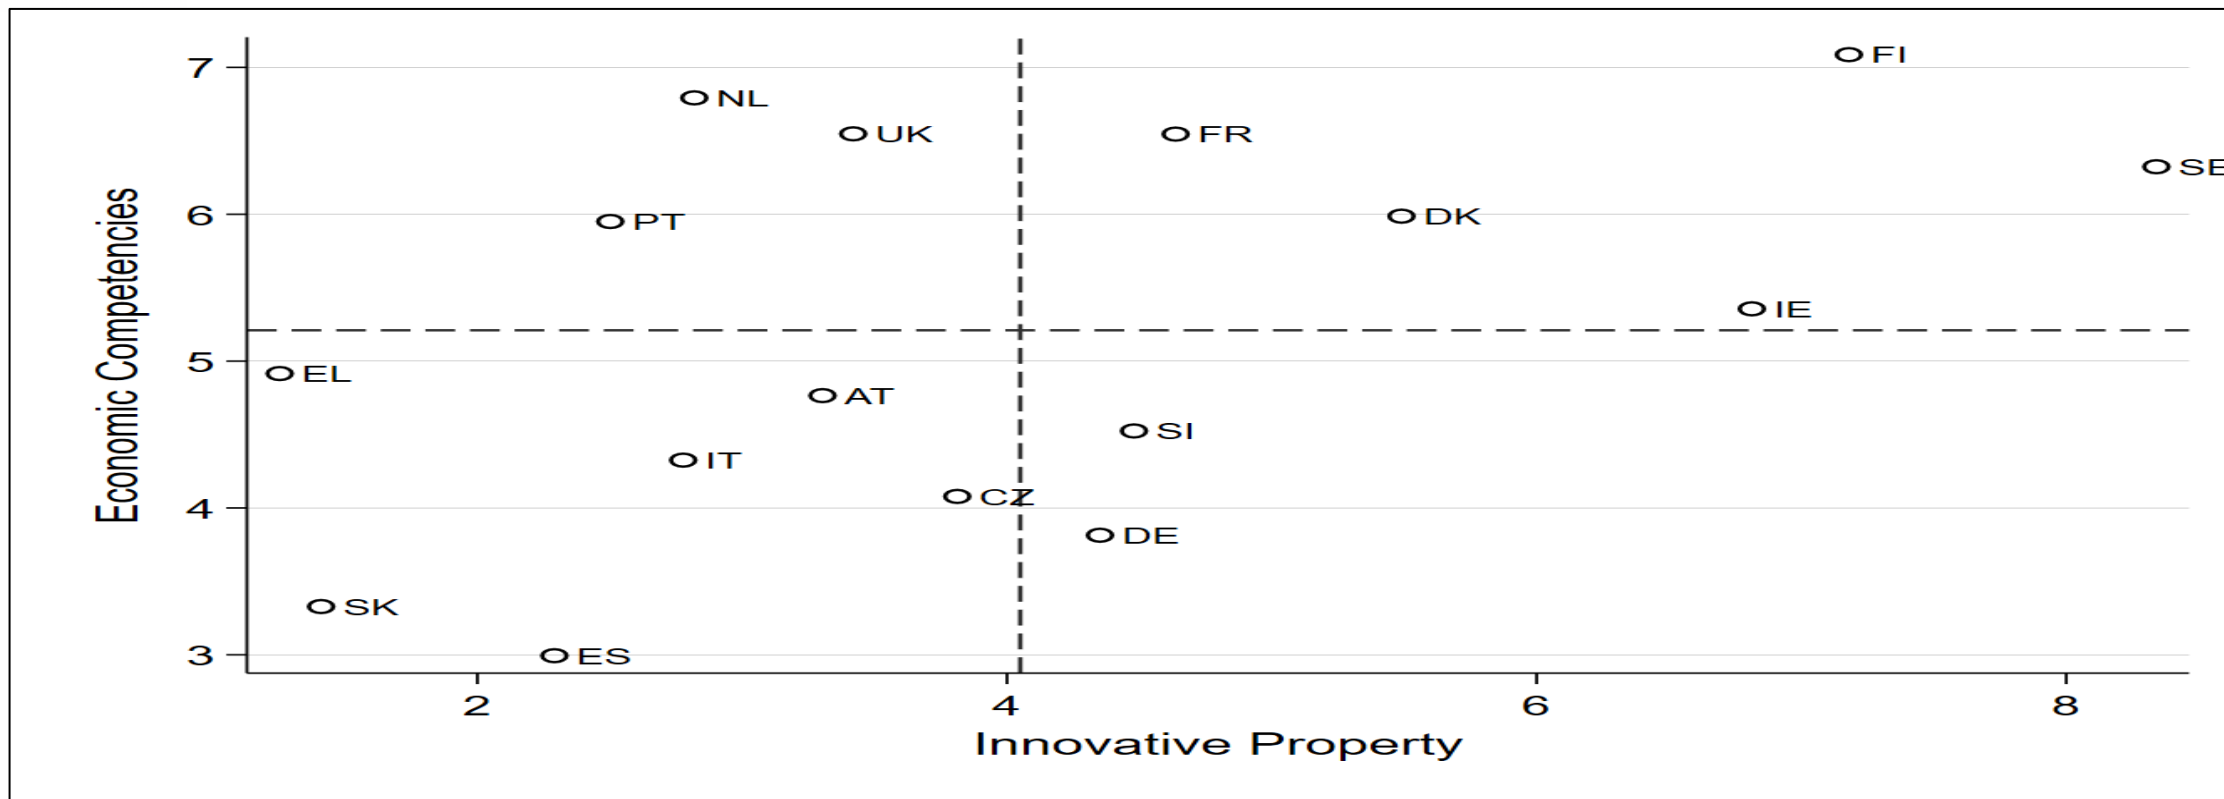 Economic Competencies
7
6
5
4
3
FI
NL
UK
FR
SE
PT
DK
IE
EL
AT
SI
IT
CZ
DE
SK
ES
2 4 6 8
Innovative Property